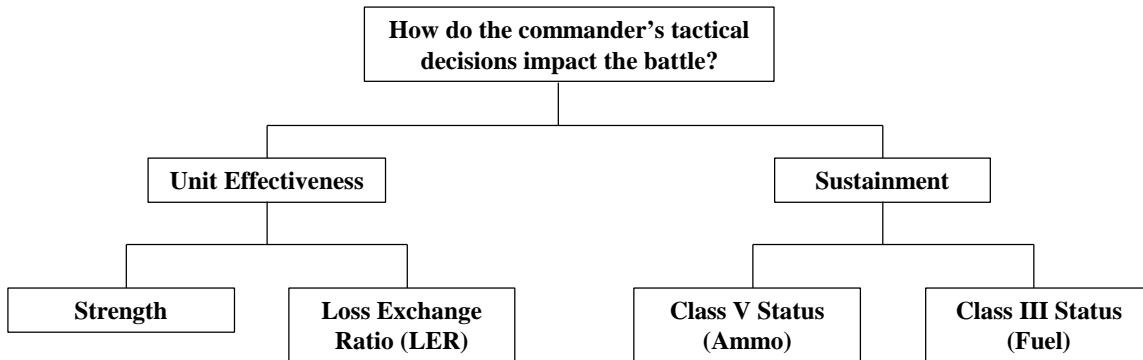 How do the commander’s tactical
decisions impact the battle?
Unit Effectiveness
Sustainment
Strength
Loss Exchange
Ratio (LER)
Class V Status
(Ammo)
Class III Status
(Fuel)